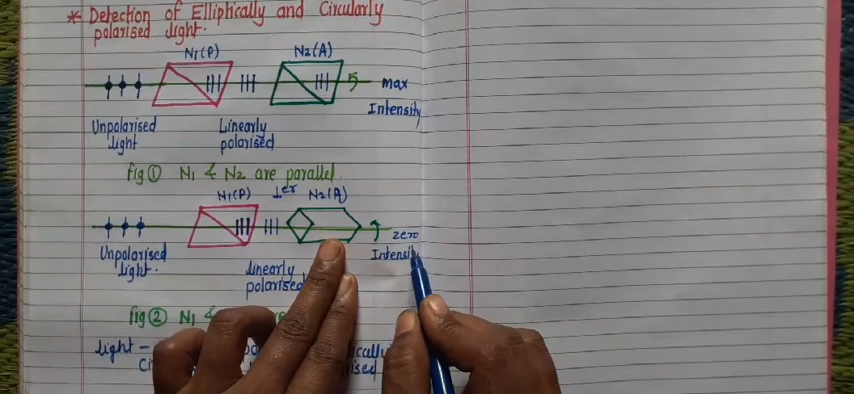 * Detection of Elliptically and Circularly
polarised light.
N₁(P) N₂(A)
max
Intensity
Unpolarised
light
Linearly
polarised
fig ① N₁ & N₂ are parallel.
N₁(P) ⊥er N₂(A)
zero
Intensity
Unpolarised
light.
linearly
polarised
fig ② N₁ &
light –